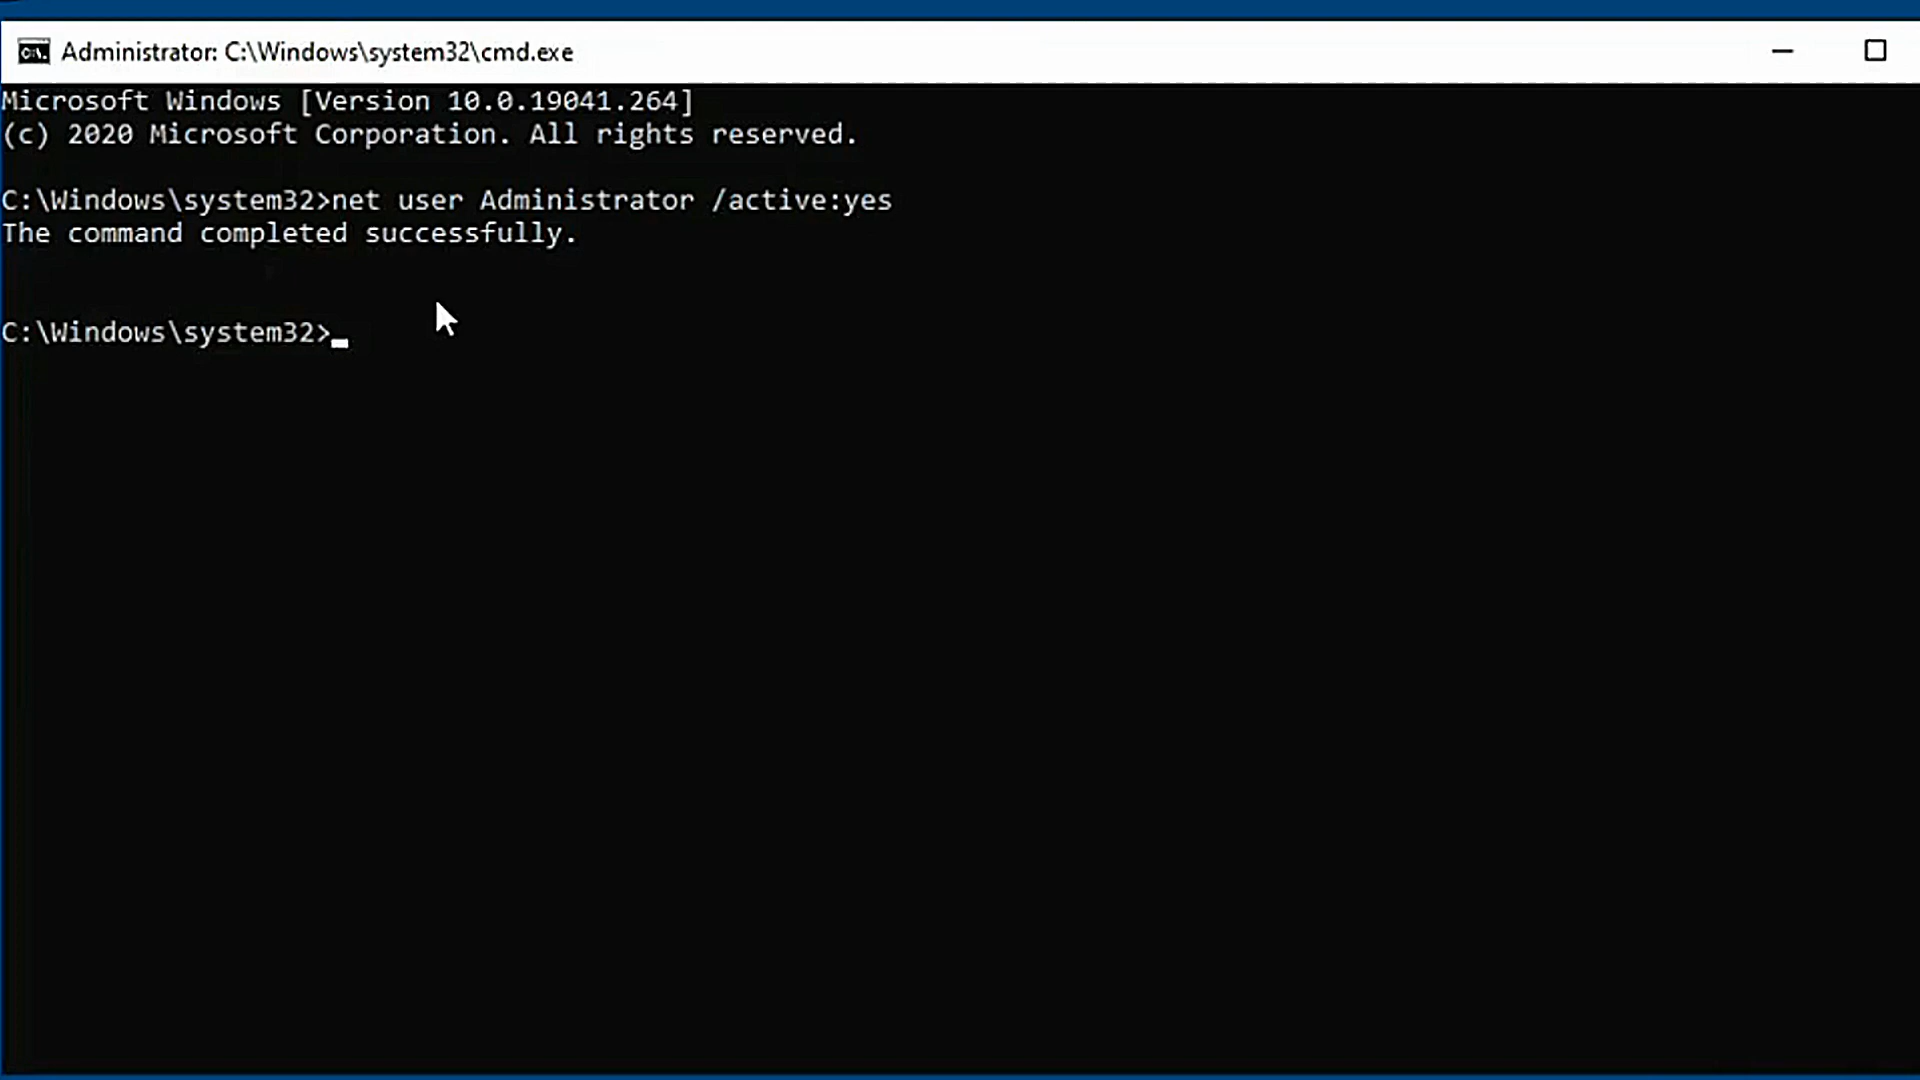 Administrator: C:\Windows\system32\cmd.exe
Microsoft Windows [Version 10.0.19041.264]
(c) 2020 Microsoft Corporation. All rights reserved.
C:\Windows\system32>net user Administrator /active:yes
The command completed successfully.
C:\Windows\system32>